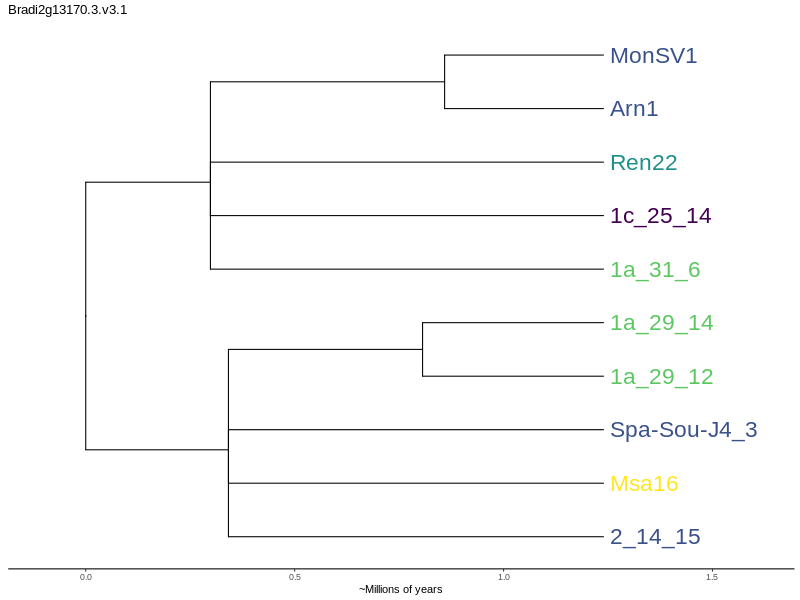 Bradi2g13170.3.v3.1
MonSV1
Arn1
Ren22
1c_25_14
1a_31_6
1a_29_14
1a_29_12
Spa-Sou-J4_3
Msa16
2_14_15
0.0 0.5 1.0 1.5
~Millions of years